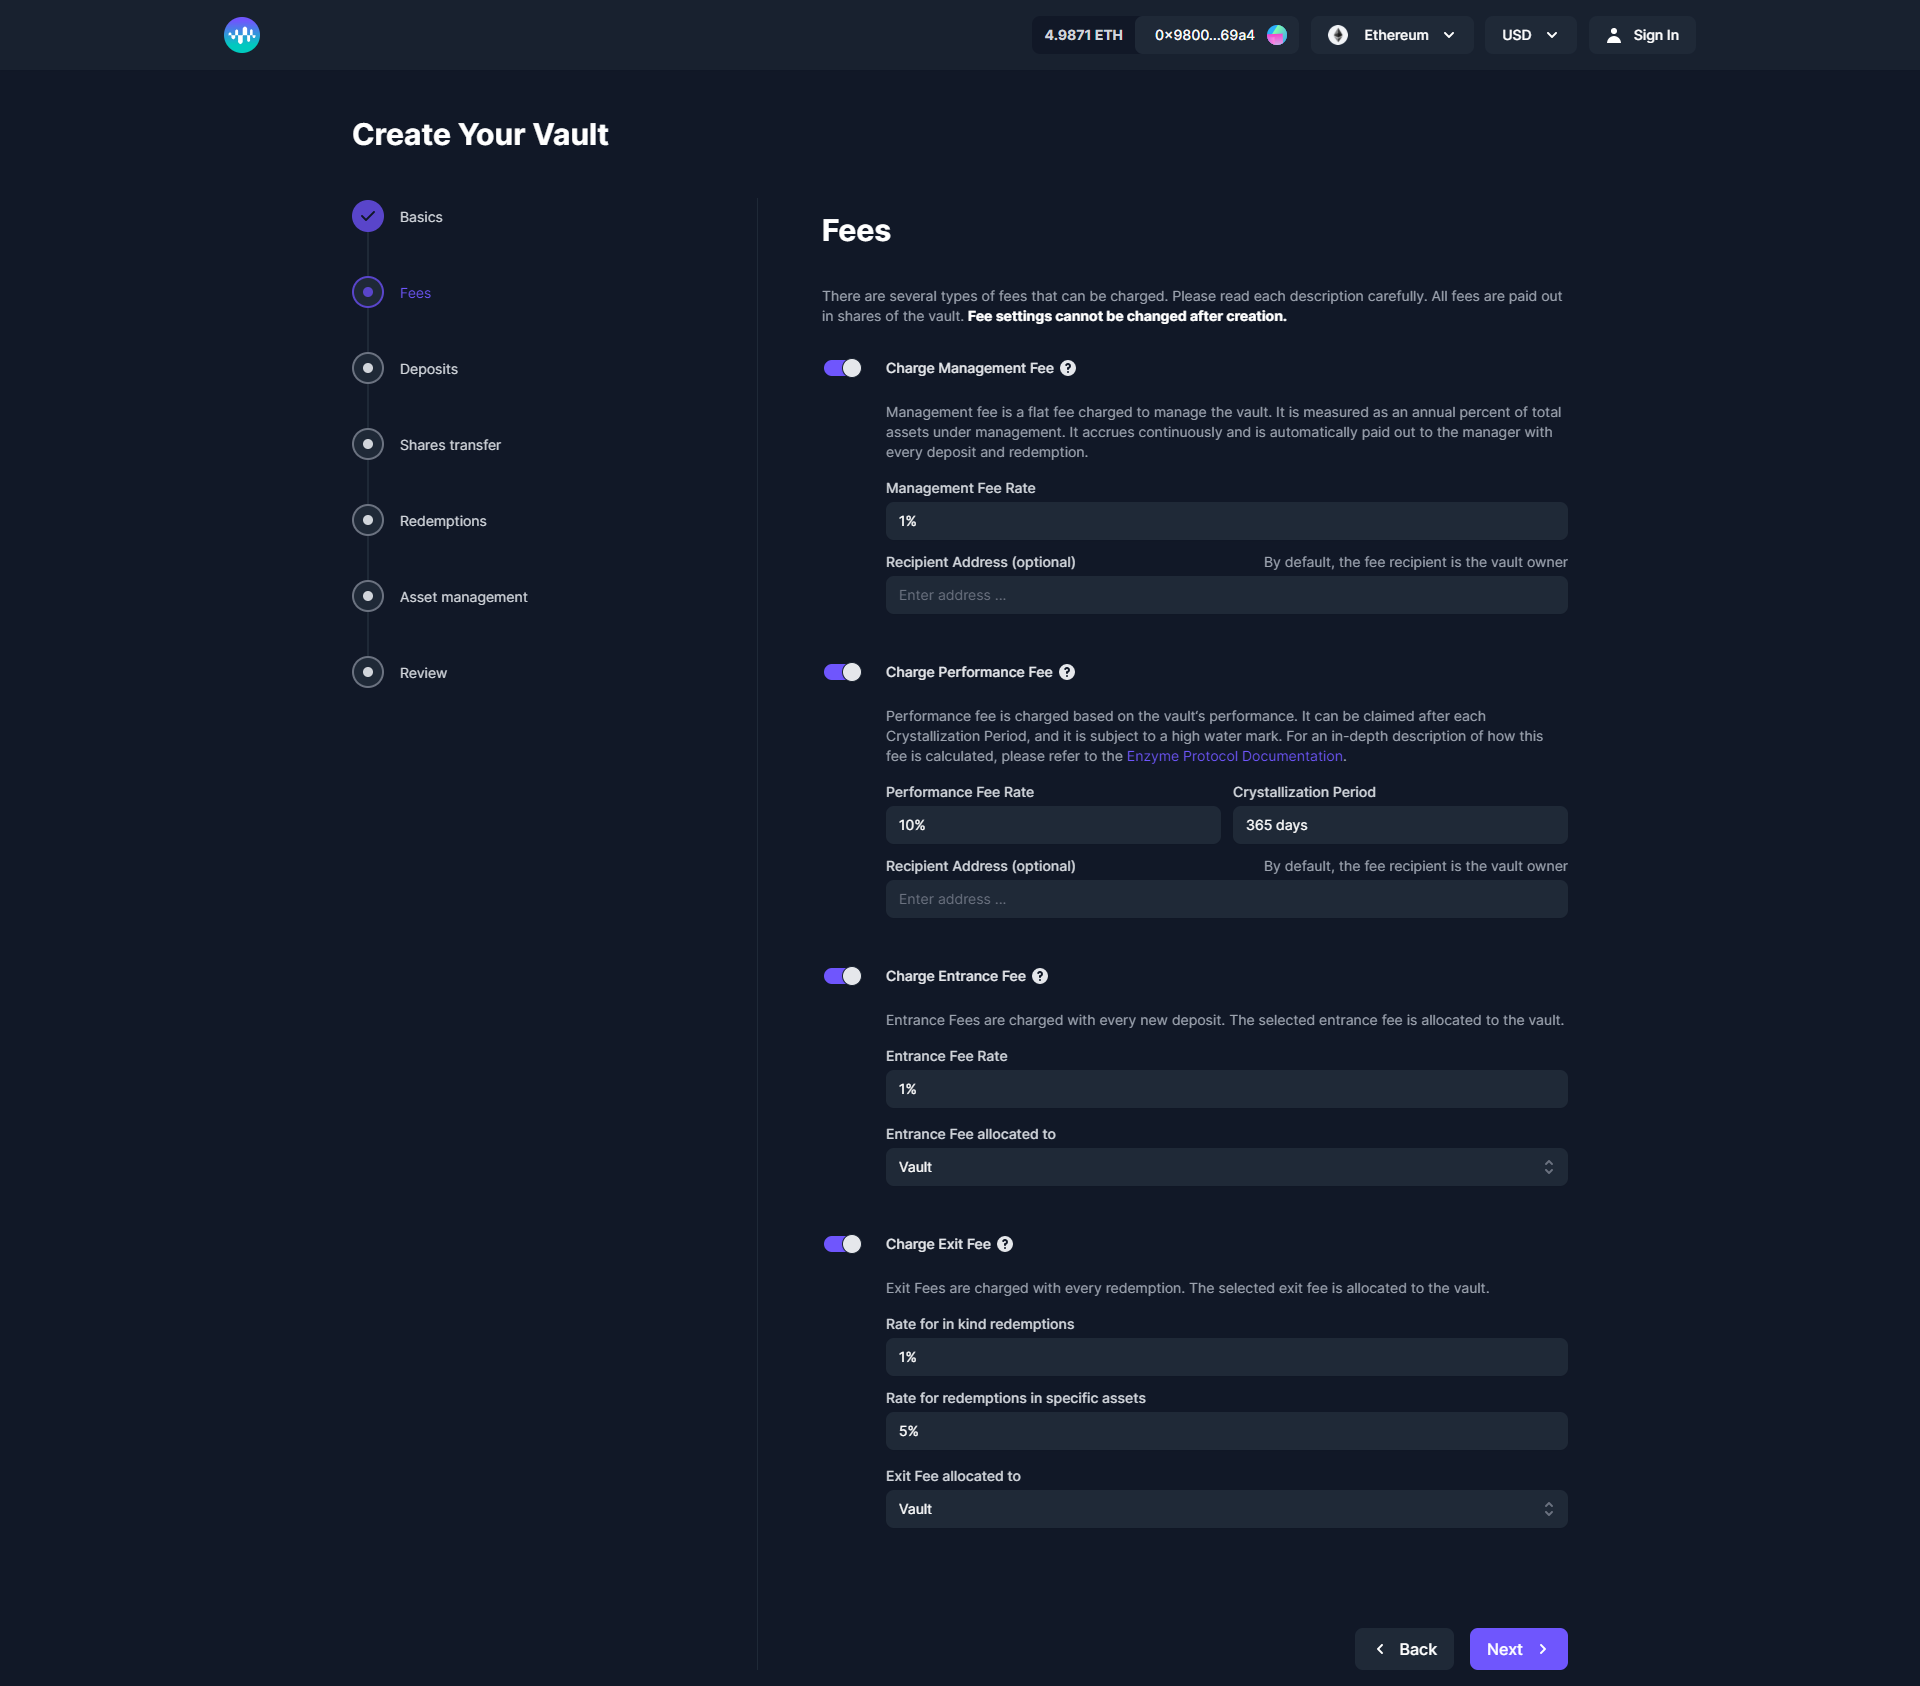 4.9871 ETH
0×9800...69a4
Ethereum
USD
Sign In
Create Your Vault
Basics
Fees
Deposits
Shares transfer
Redemptions
Asset management
Review
Fees
There are several types of fees that can be charged. Please read each description carefully. All fees are paid out
in shares of the vault. Fee settings cannot be changed after creation.
Charge Management Fee ?
Management fee is a flat fee charged to manage the vault. It is measured as an annual percent of total
assets under management. It accrues continuously and is automatically paid out to the manager with
every deposit and redemption.
Management Fee Rate
1%
Recipient Address (optional)
By default, the fee recipient is the vault owner
Enter address ...
Charge Performance Fee ?
Performance fee is charged based on the vault's performance. It can be claimed after each
Crystallization Period, and it is subject to a high water mark. For an in-depth description of how this
fee is calculated, please refer to the Enzyme Protocol Documentation.
Performance Fee Rate
Crystallization Period
10%
365 days
Recipient Address (optional)
By default, the fee recipient is the vault owner
Enter address ...
Charge Entrance Fee ?
Entrance Fees are charged with every new deposit. The selected entrance fee is allocated to the vault.
Entrance Fee Rate
1%
Entrance Fee allocated to
Vault
Charge Exit Fee ?
Exit Fees are charged with every redemption. The selected exit fee is allocated to the vault.
Rate for in kind redemptions
1%
Rate for redemptions in specific assets
5%
Exit Fee allocated to
Vault
Back
Next